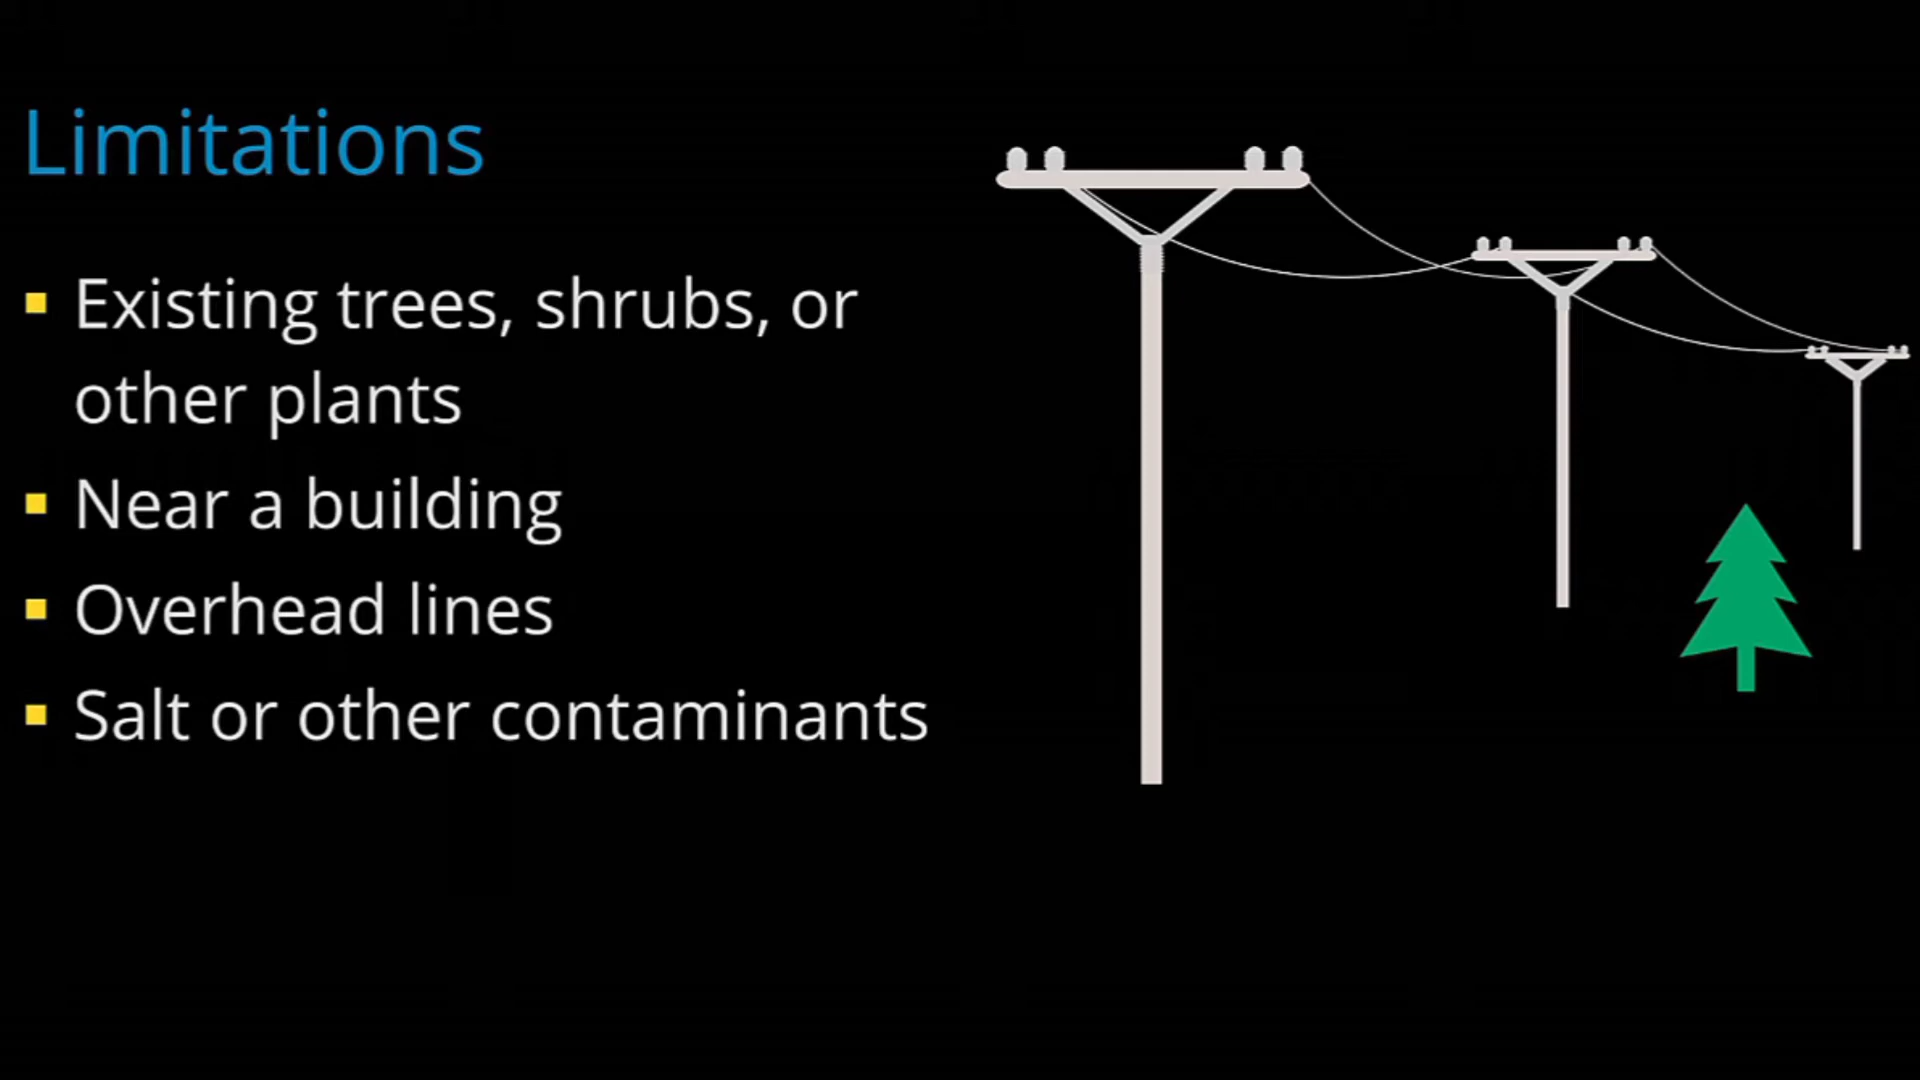 Limitations
Existing trees, shrubs, or
other plants
Near a building
Overhead lines
Salt or other contaminants